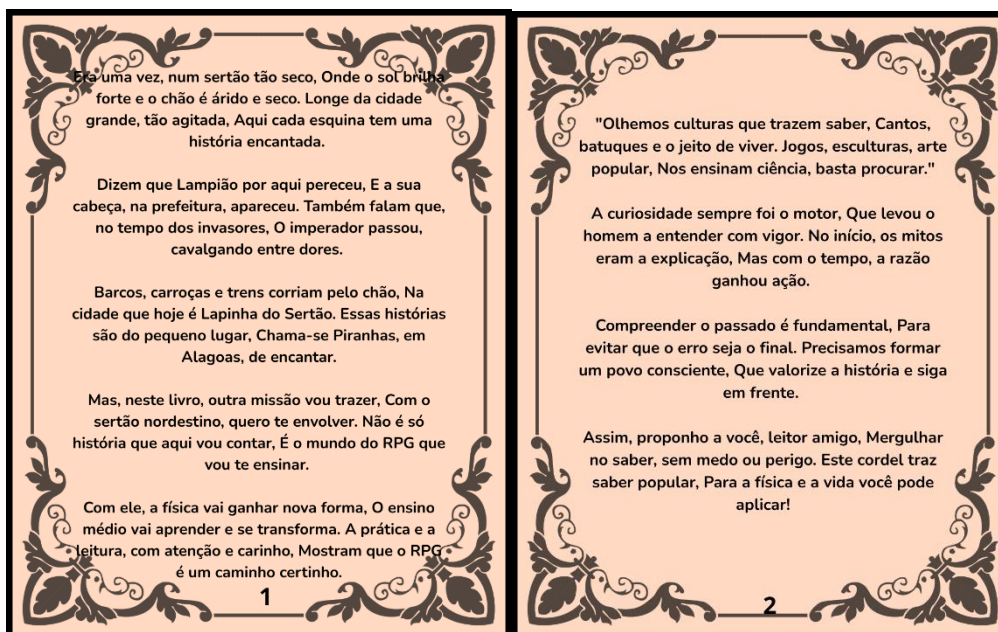 Era uma vez, num sertão tão seco, Onde o sol brilha
forte e o chão é árido e seco. Longe da cidade
grande, tão agitada, Aqui cada esquina tem uma
história encantada.
Dizem que Lampião por aqui pereceu, E a sua
cabeça, na prefeitura, apareceu. Também falam que,
no tempo dos invasores, O imperador passou,
cavalgando entre dores.
Barcos, carroças e trens corriam pelo chão, Na
cidade que hoje é Lapinha do Sertão. Essas histórias
são do pequeno lugar, Chama-se Piranhas, em
Alagoas, de encantar.
Mas, neste livro, outra missão vou trazer, Com o
sertão nordestino, quero te envolver. Não é só
história que aqui vou contar, É o mundo do RPG que
vou te ensinar.
Com ele, a física vai ganhar nova forma, O ensino
médio vai aprender e se transforma. A prática e a
leitura, com atenção e carinho, Mostram que o RPG
é um caminho certinho.
1
"Olhemos culturas que trazem saber, Cantos,
batuques e o jeito de viver. Jogos, esculturas, arte
popular, Nos ensinam ciência, basta procurar."
A curiosidade sempre foi o motor, Que levou o
homem a entender com vigor. No início, os mitos
eram a explicação, Mas com o tempo, a razão
ganhou ação.
Compreender o passado é fundamental, Para
evitar que o erro seja o final. Precisamos formar
um povo consciente, Que valorize a história e siga
em frente.
Assim, proponho a você, leitor amigo, Mergulhar
no saber, sem medo ou perigo. Este cordel traz
saber popular, Para a física e a vida você pode
aplicar!
2